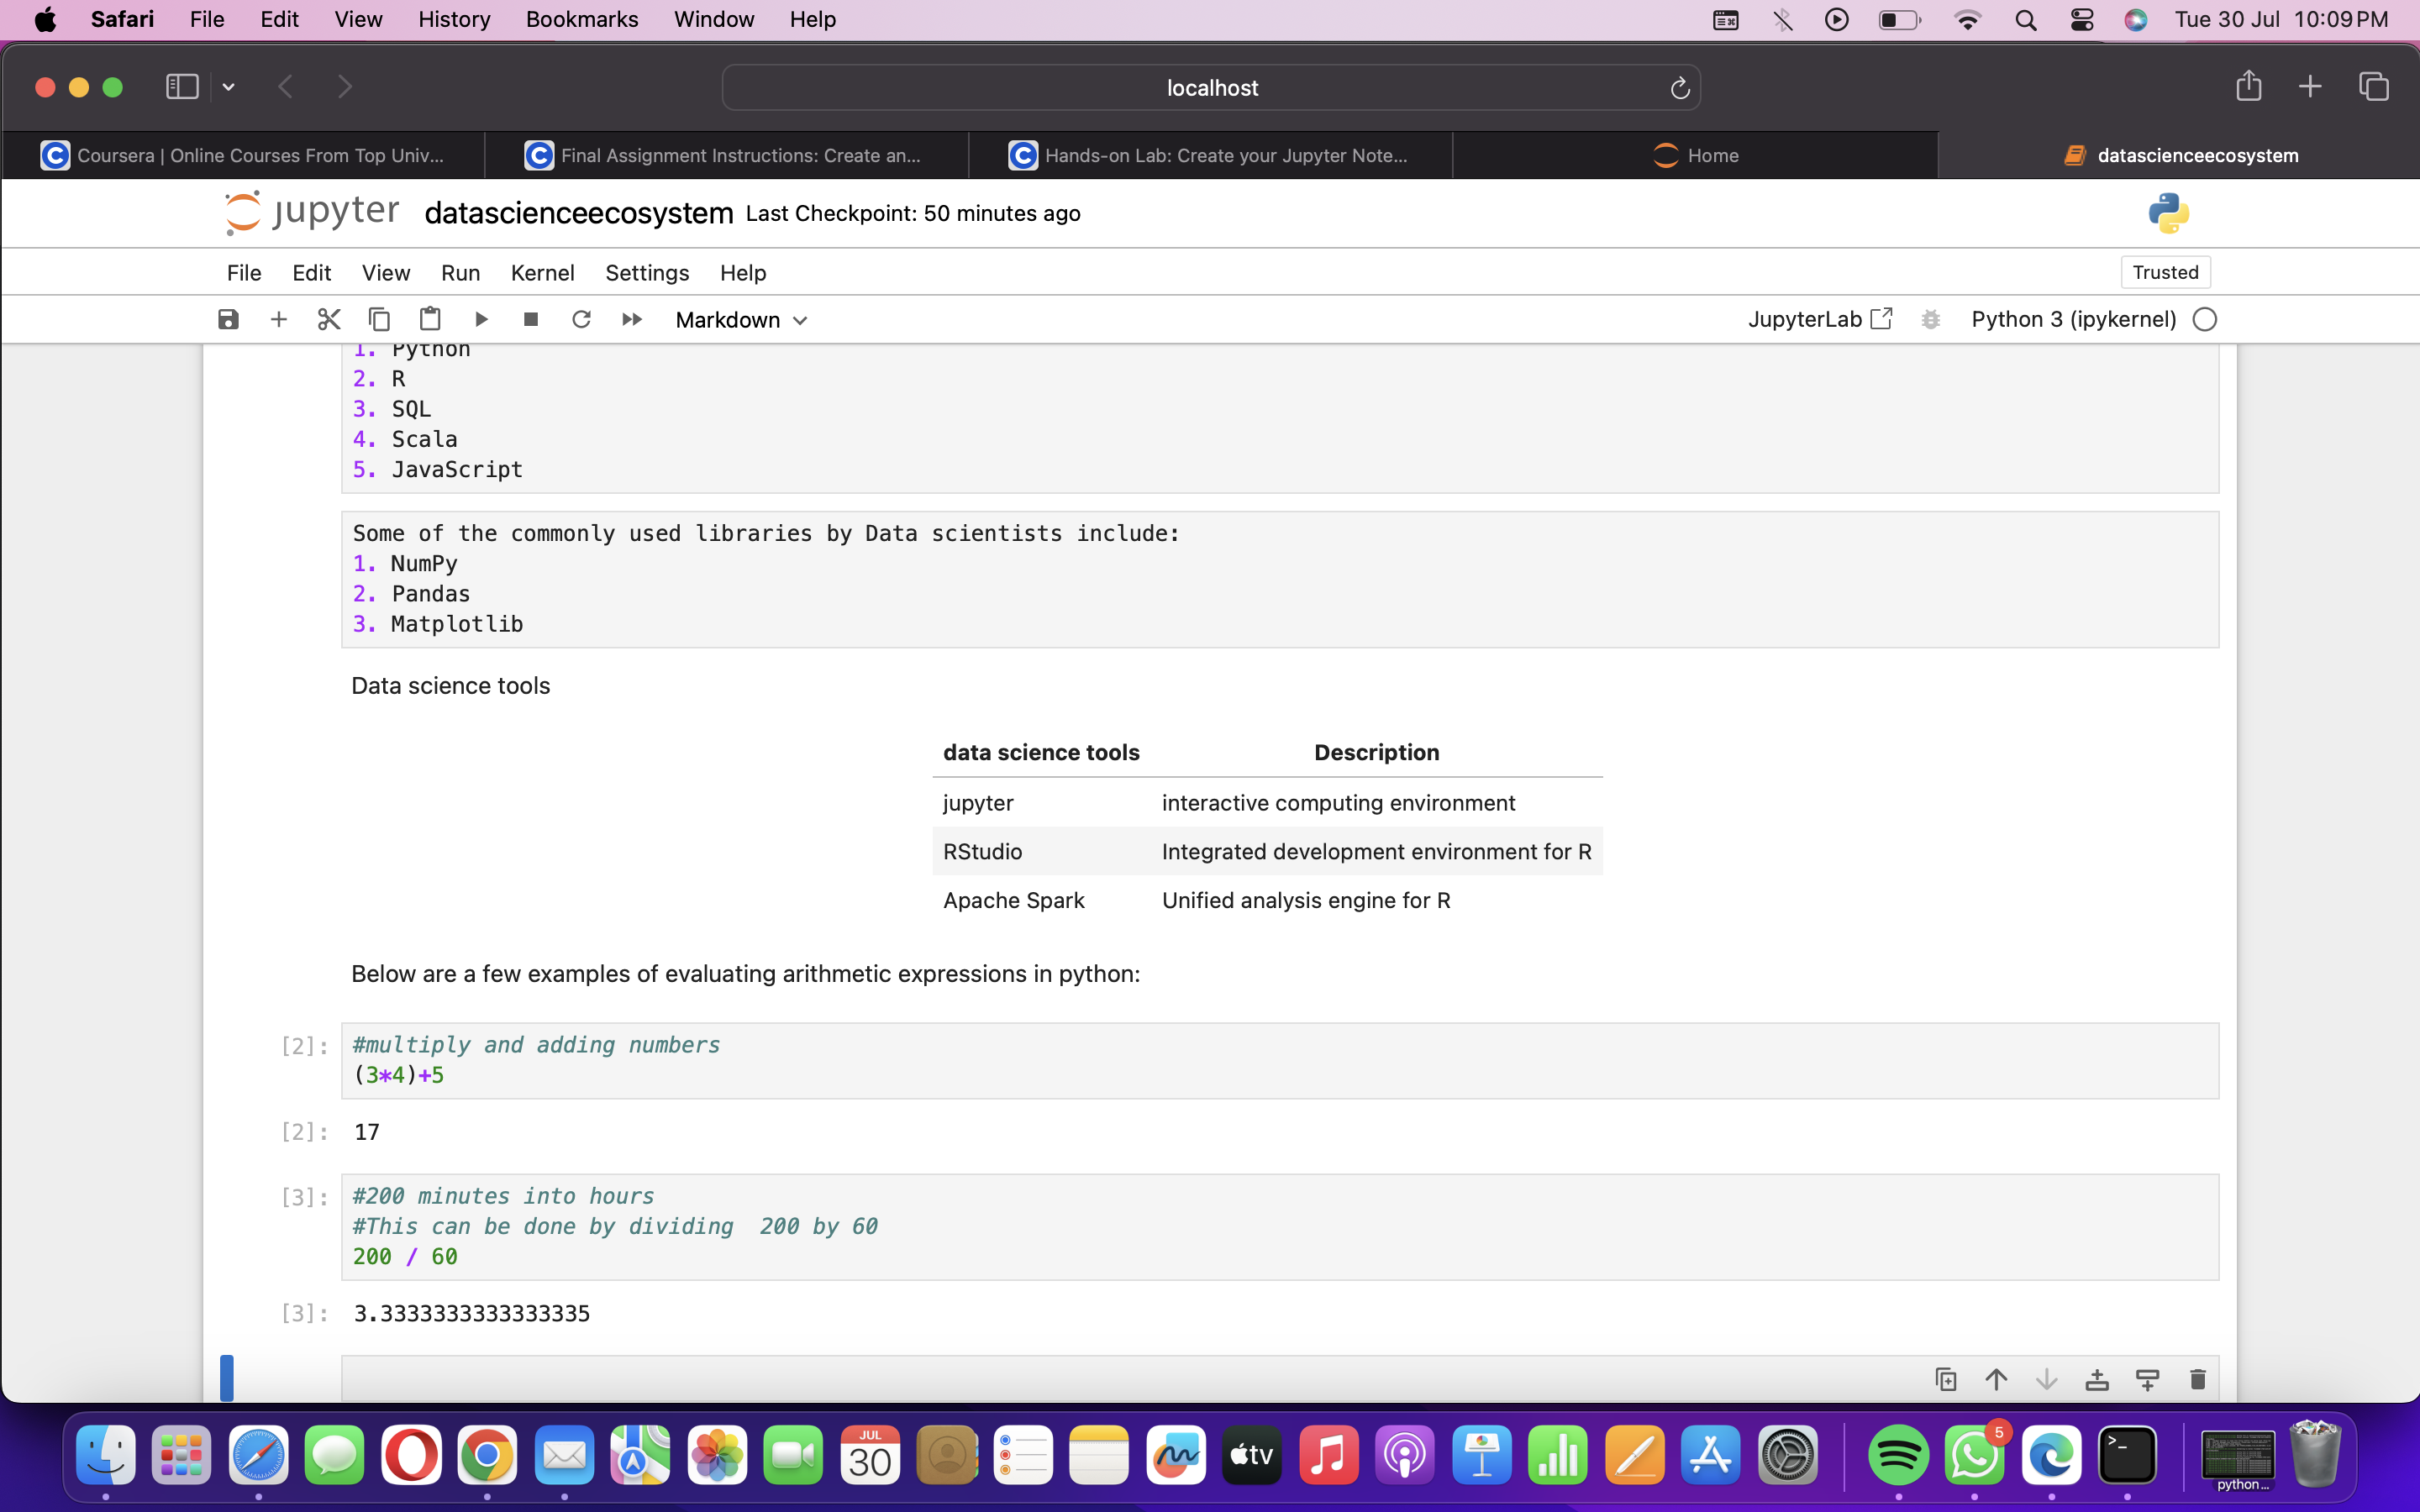 Safari File Edit View History Bookmarks Window Help Tue 30 Jul 10:09 PM
localhost
Coursera | Online Courses From Top Univ... Final Assignment Instructions: Create an... Hands-on Lab: Create your Jupyter Note... Home datascienceecosystem
jupyter datascienceecosystem Last Checkpoint: 50 minutes ago
File Edit View Run Kernel Settings Help Trusted
Markdown JupyterLab Python 3 (ipykernel)
1. Python
2. R
3. SQL
4. Scala
5. JavaScript
Some of the commonly used libraries by Data scientists include:
1. NumPy
2. Pandas
3. Matplotlib
Data science tools
data science tools Description
jupyter interactive computing environment
RStudio Integrated development environment for R
Apache Spark Unified analysis engine for R
Below are a few examples of evaluating arithmetic expressions in python:
[2]: #multiply and adding numbers
(3*4)+5
[2]: 17
[3]: #200 minutes into hours
#This can be done by dividing  200 by 60
200 / 60
[3]: 3.3333333333333335
JUL
30
tv
5
>_
python...